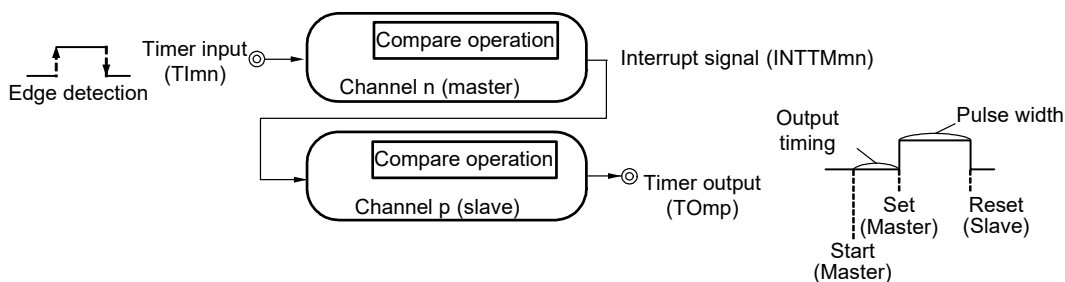 Compare operation
Timer input
(TImn)
Edge detection
Channel n (master)
Interrupt signal (INTTMmn)
Compare operation
Channel p (slave)
Timer output
(TOmp)
Output
timing
Pulse width
Set
(Master)
Reset
(Slave)
Start
(Master)